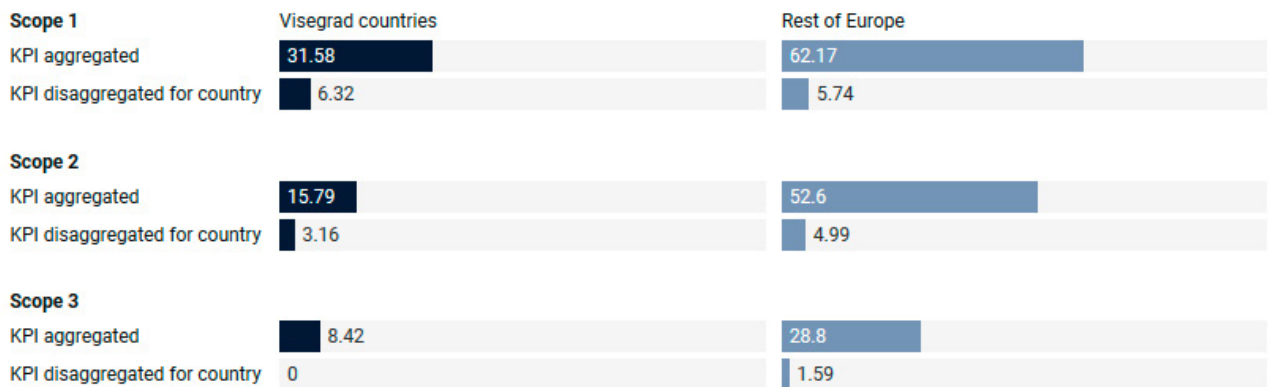 Scope 1 Visegrad countries Rest of Europe
KPI aggregated 31.58 62.17
KPI disaggregated for country 6.32 5.74
Scope 2
KPI aggregated 15.79 52.6
KPI disaggregated for country 3.16 4.99
Scope 3
KPI aggregated 8.42 28.8
KPI disaggregated for country 0 1.59